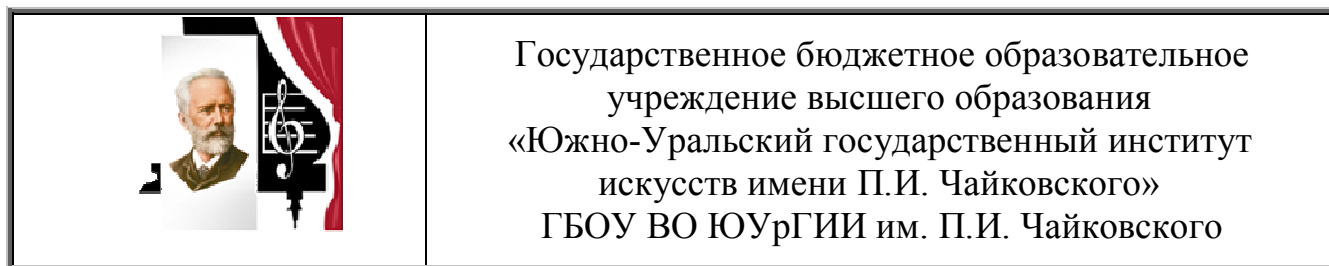 Государственное бюджетное образовательное
учреждение высшего образования
«Южно-Уральский государственный институт
искусств имени П.И. Чайковского»
ГБОУ ВО ЮУрГИИ им. П.И. Чайковского